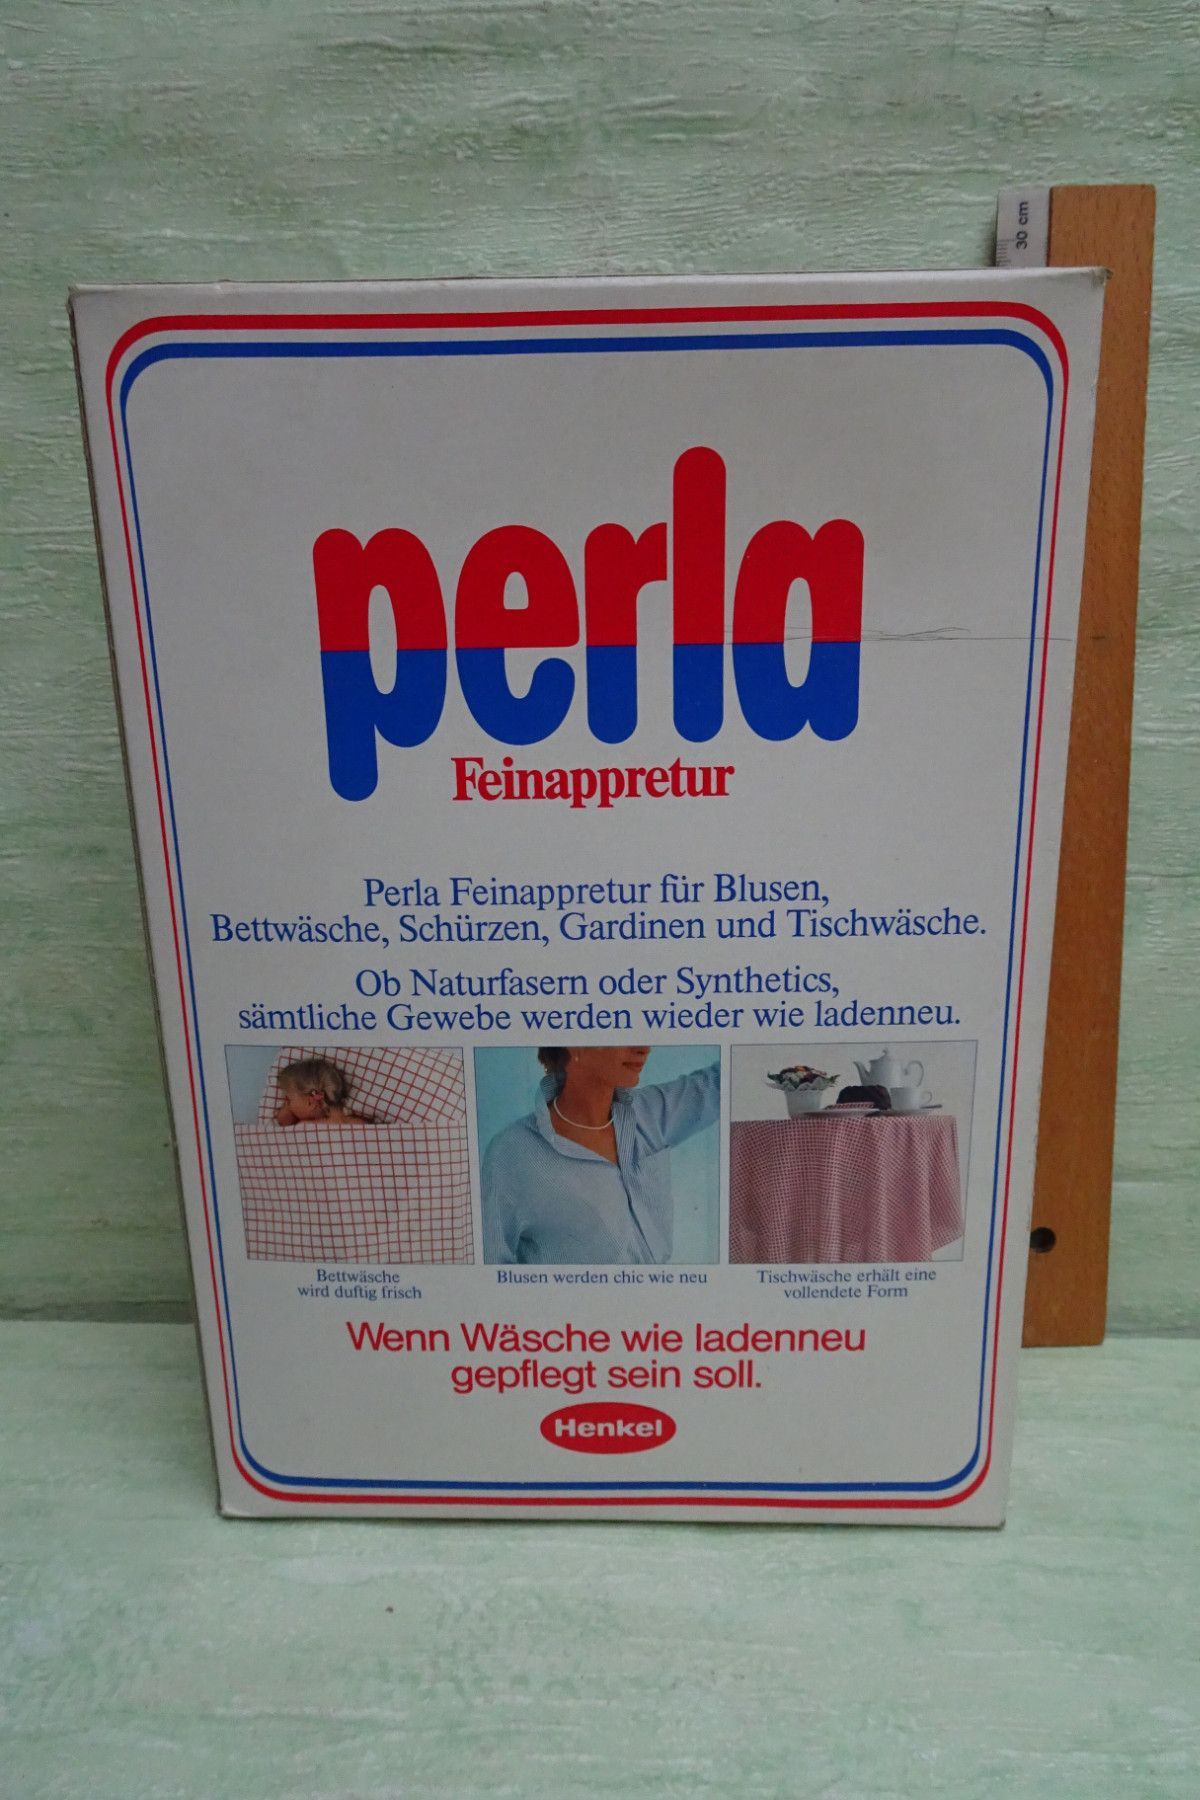 30 cm
perla
Feinappretur
Perla Feinappretur für Blusen,
Bettwäsche, Schürzen, Gardinen und Tischwäsche.
Ob Naturfasern oder Synthetics,
sämtliche Gewebe werden wieder wie ladenneu.
Bettwäsche
wird duftig frisch
Blusen werden chic wie neu
Tischwäsche erhält eine
vollendete Form
Wenn Wäsche wie ladenneu
gepflegt sein soll.
Henkel